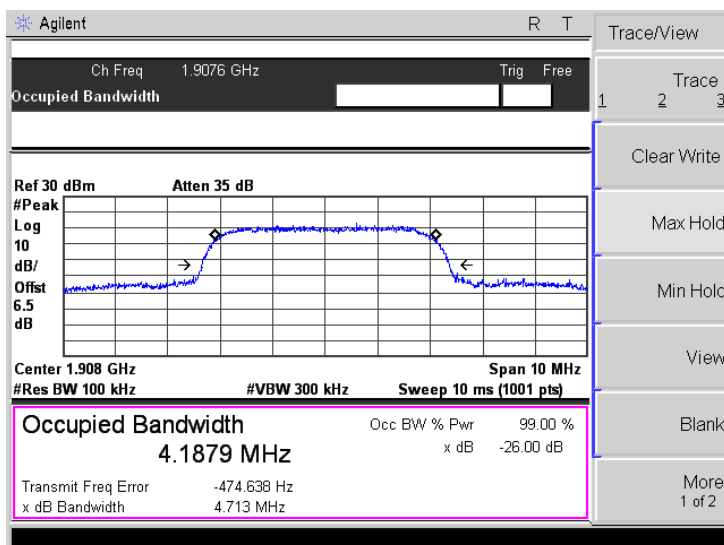 Agilent R T
Trace/View
Ch Freq 1.9076 GHz Trig Free
Occupied Bandwidth
Trace
1 2 3
Clear Write
Max Hold
Min Hold
View
Blank
More
1 of 2
Ref 30 dBm Atten 35 dB
#Peak
Log
10
dB/
Offst
6.5
dB
Center 1.908 GHz Span 10 MHz
#Res BW 100 kHz #VBW 300 kHz Sweep 10 ms (1001 pts)
Occupied Bandwidth Occ BW % Pwr 99.00 %
4.1879 MHz x dB -26.00 dB
Transmit Freq Error -474.638 Hz
x dB Bandwidth 4.713 MHz